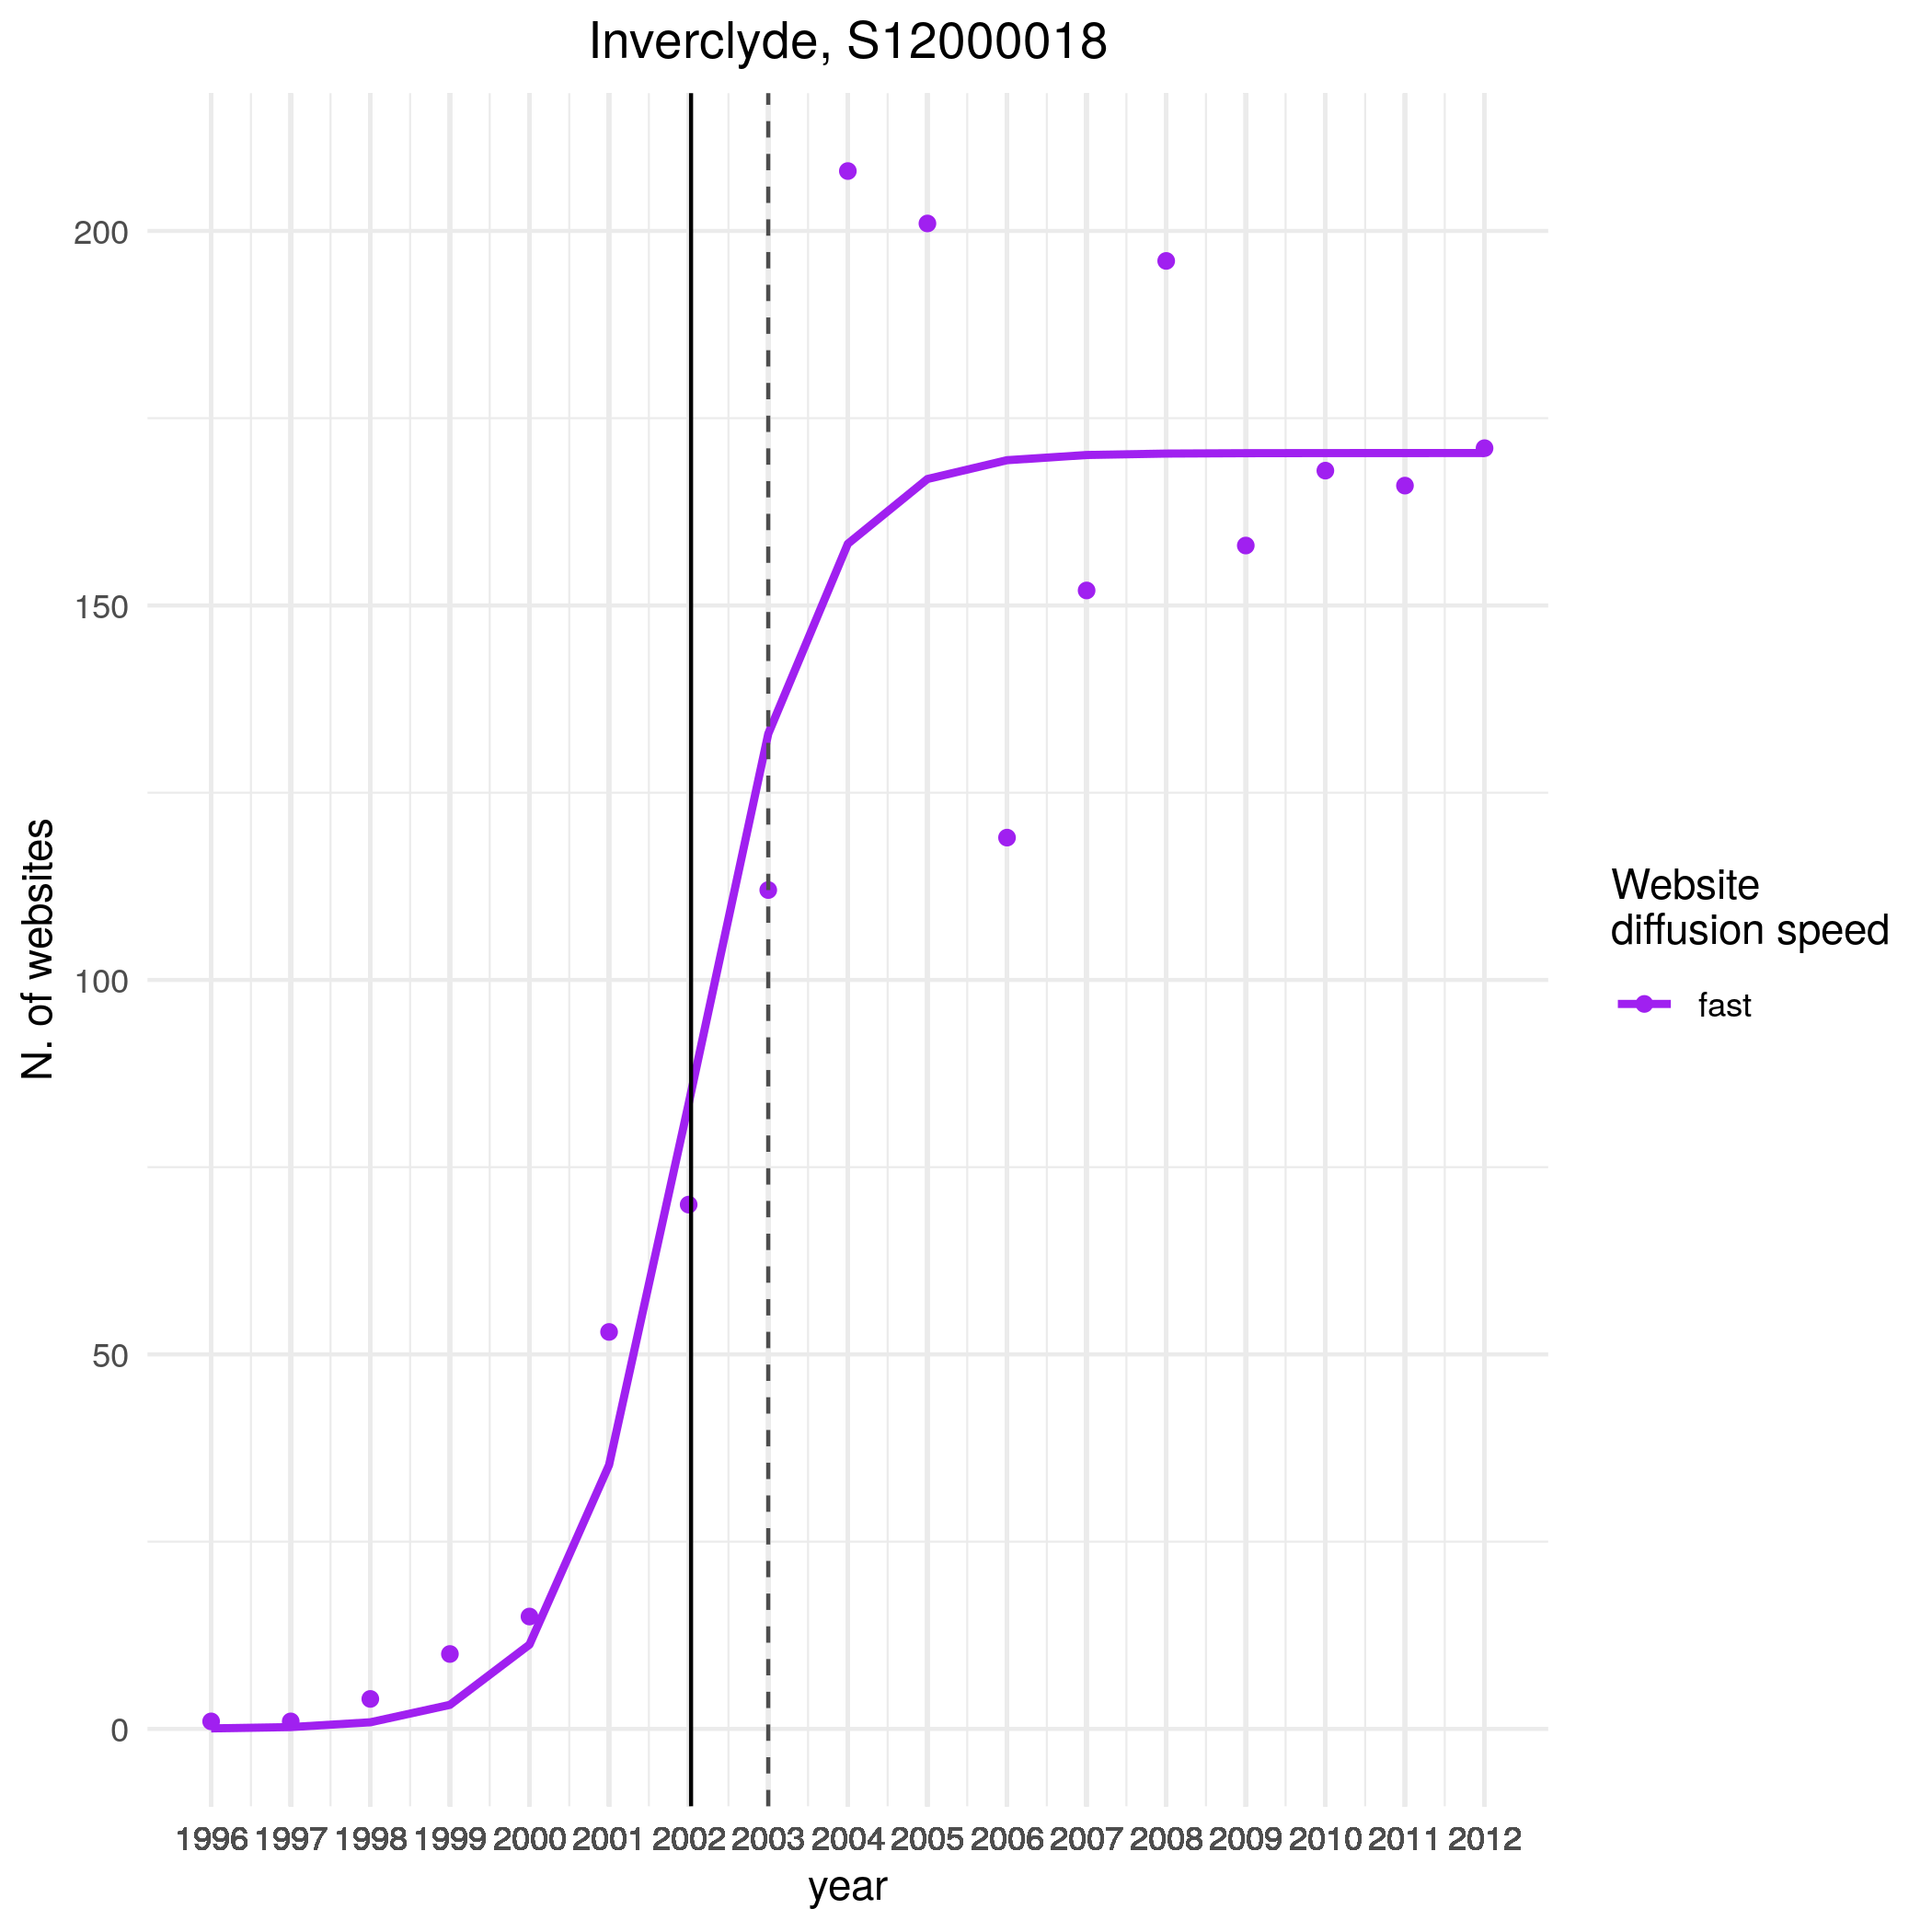 Inverclyde, S12000018
200
150
100
50
0
N. of websites
1996 1997 1998 1999 2000 2001 2002 2003 2004 2005 2006 2007 2008 2009 2010 2011 2012
year
Website
diffusion speed
fast